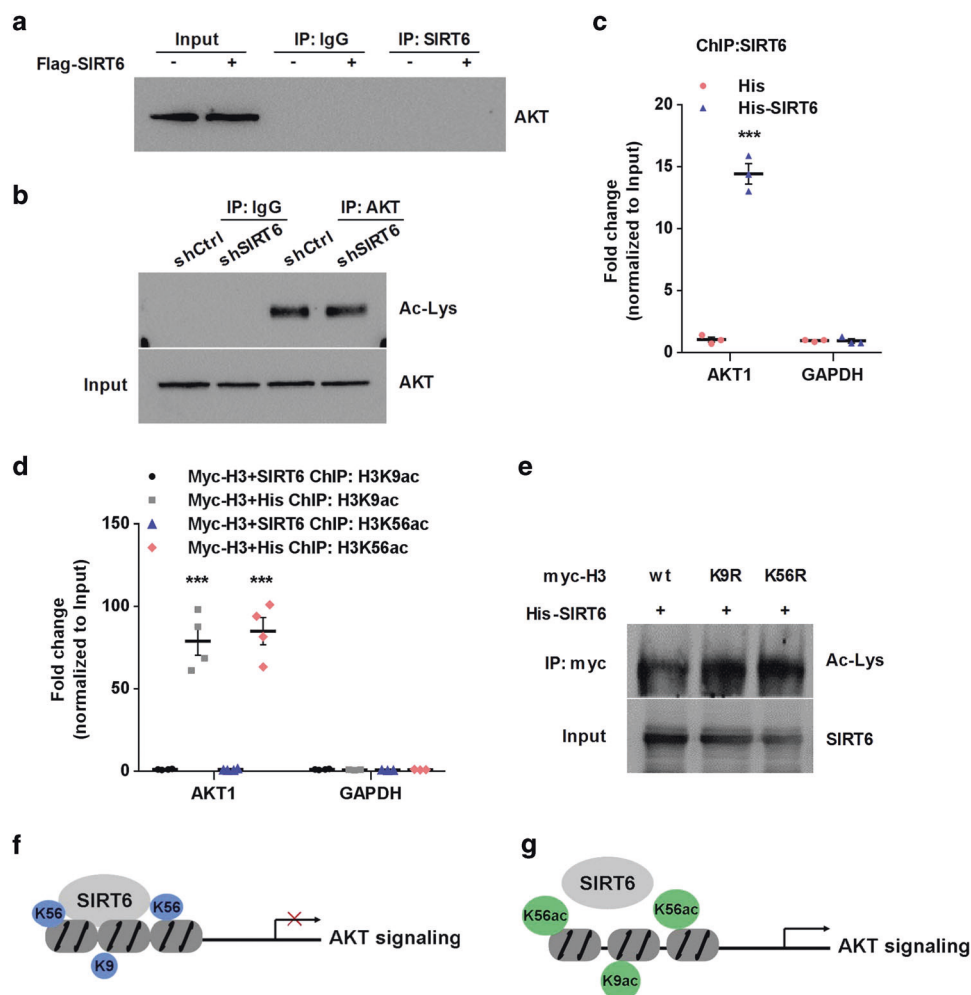 a
Input IP: IgG IP: SIRT6
Flag-SIRT6 - + - + - +
AKT
b
IP: IgG IP: AKT
shCtrl shSIRT6 shCtrl shSIRT6
Ac-Lys
Input AKT
c
ChIP:SIRT6
His
His-SIRT6
***
Fold change
(normalized to Input)
20
15
10
5
0
AKT1 GAPDH
d
Myc-H3+SIRT6 ChIP: H3K9ac
Myc-H3+His ChIP: H3K9ac
Myc-H3+SIRT6 ChIP: H3K56ac
Myc-H3+His ChIP: H3K56ac
*** ***
Fold change
(normalized to Input)
150
100
50
0
AKT1 GAPDH
e
myc-H3 wt K9R K56R
His-SIRT6 + + +
IP: myc Ac-Lys
Input SIRT6
f
SIRT6
K56 K56
K9
AKT signaling
g
SIRT6
K56ac K56ac
K9ac
AKT signaling